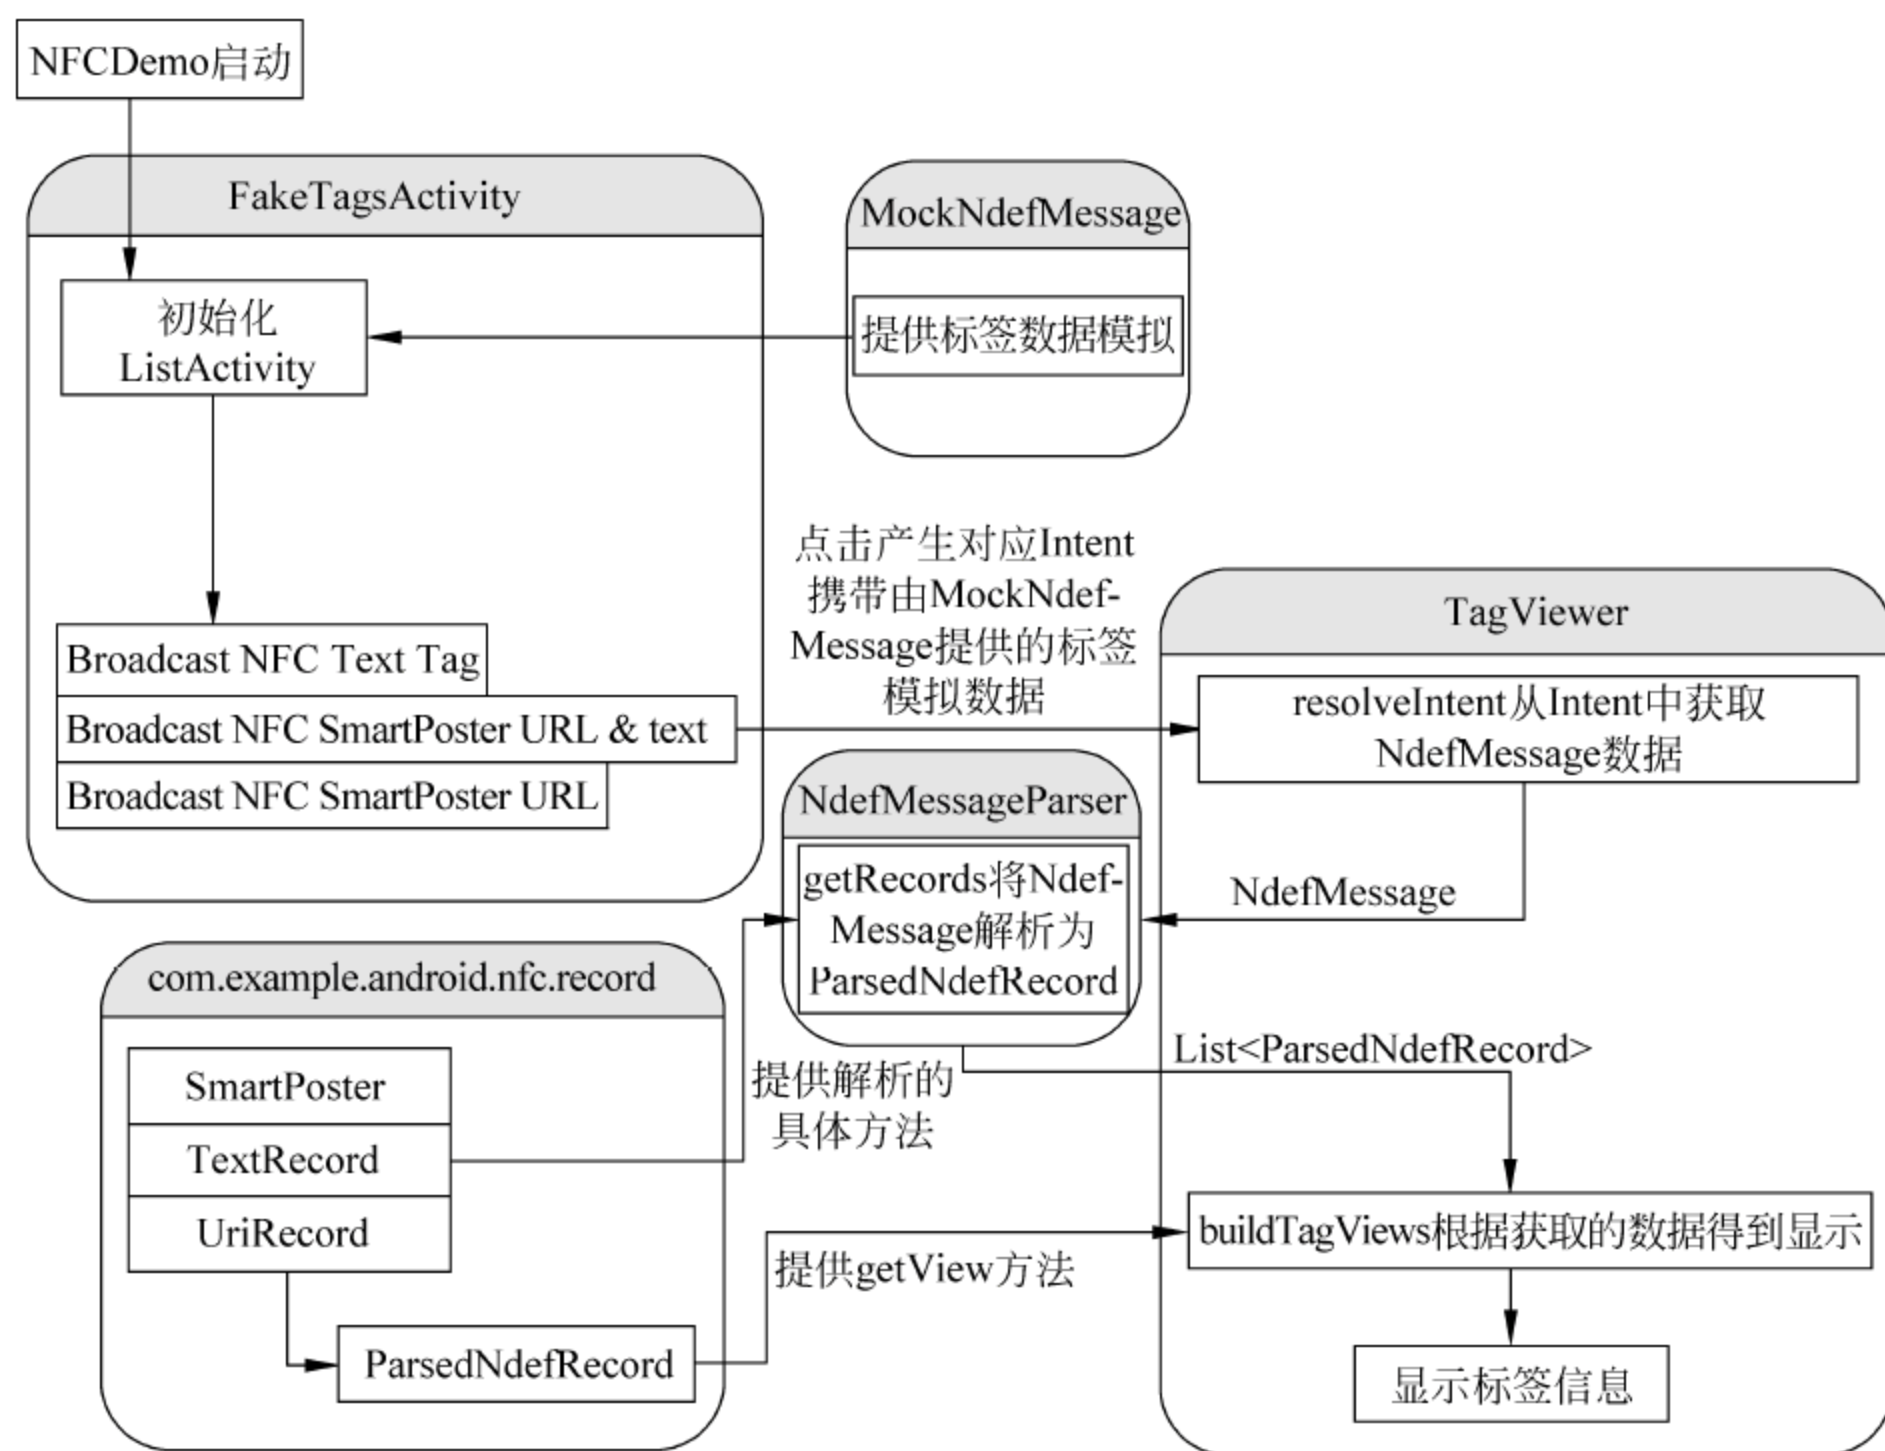 NFCDemo启动
FakeTagsActivity
MockNdefMessage
初始化
ListActivity
提供标签数据模拟
点击产生对应Intent
携带由MockNdef-
Message提供的标签
模拟数据
Broadcast NFC Text Tag
Broadcast NFC SmartPoster URL & text
Broadcast NFC SmartPoster URL
TagViewer
resolveIntent从Intent中获取
NdefMessage数据
NdefMessageParser
getRecords将Ndef-
Message解析为
ParsedNdefRecord
NdefMessage
com.example.android.nfc.record
SmartPoster
TextRecord
UriRecord
ParsedNdefRecord
提供解析的
具体方法
List<ParsedNdefRecord>
提供getView方法
buildTagViews根据获取的数据得到显示
显示标签信息